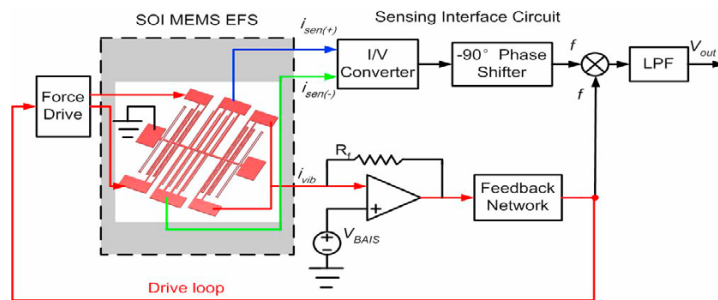 SOI MEMS EFS
Sensing Interface Circuit
isen(+)
isen(-)
I/V
Converter
-90° Phase
Shifter
f
f
LPF
Vout
Force
Drive
ivib
Rf
VBAIS
Feedback
Network
Drive loop